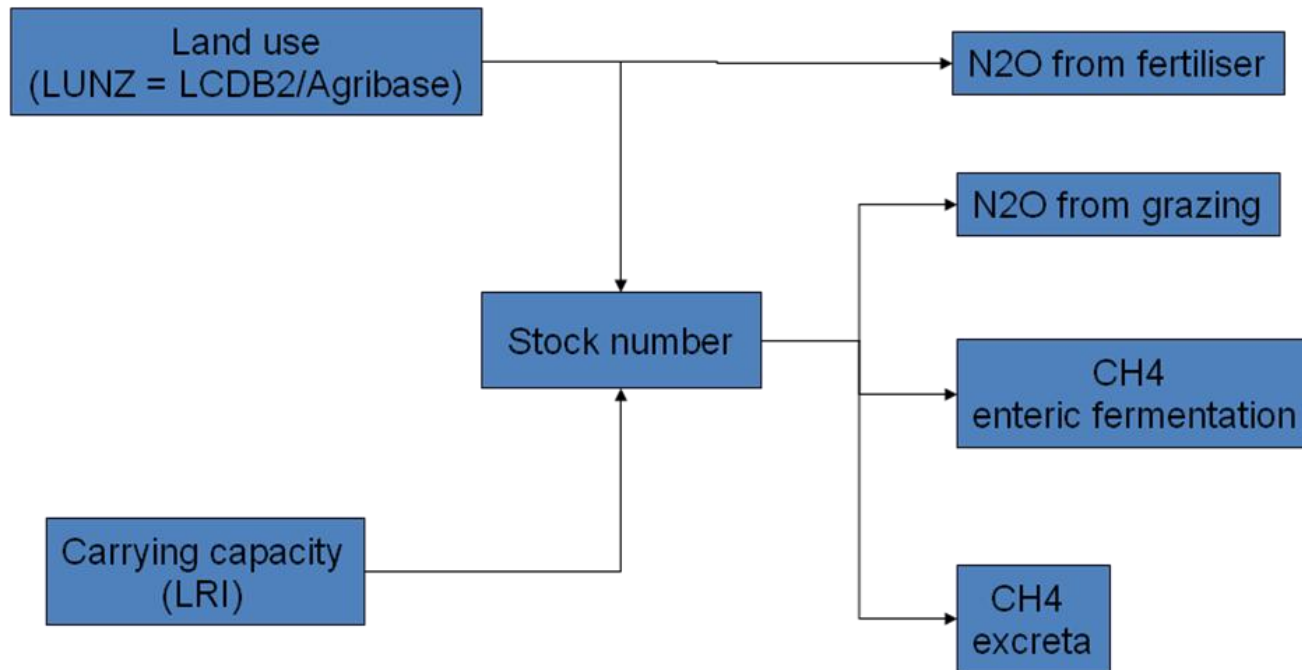 Land use
(LUNZ = LCDB2/Agribase)
N2O from fertiliser
N2O from grazing
Stock number
CH4
enteric fermentation
Carrying capacity
(LRI)
CH4
excreta